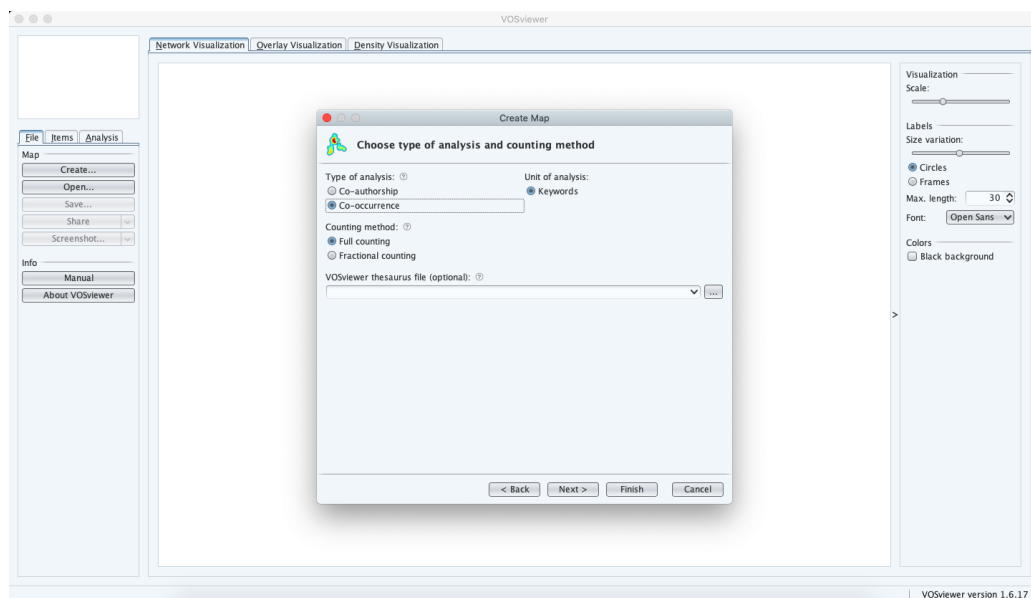 VOSviewer
Network Visualization Overlay Visualization Density Visualization
File Items Analysis
Map
Create...
Open...
Save...
Share
Screenshot...
Info
Manual
About VOSviewer
Create Map
Choose type of analysis and counting method
Type of analysis: ?
Co-authorship
Co-occurrence
Unit of analysis:
Keywords
Counting method: ?
Full counting
Fractional counting
VOSviewer thesaurus file (optional): ?
...
< Back Next > Finish Cancel
>
Visualization
Scale:
Labels
Size variation:
Circles
Frames
Max. length: 30
Font: Open Sans
Colors
Black background
VOSviewer version 1.6.17